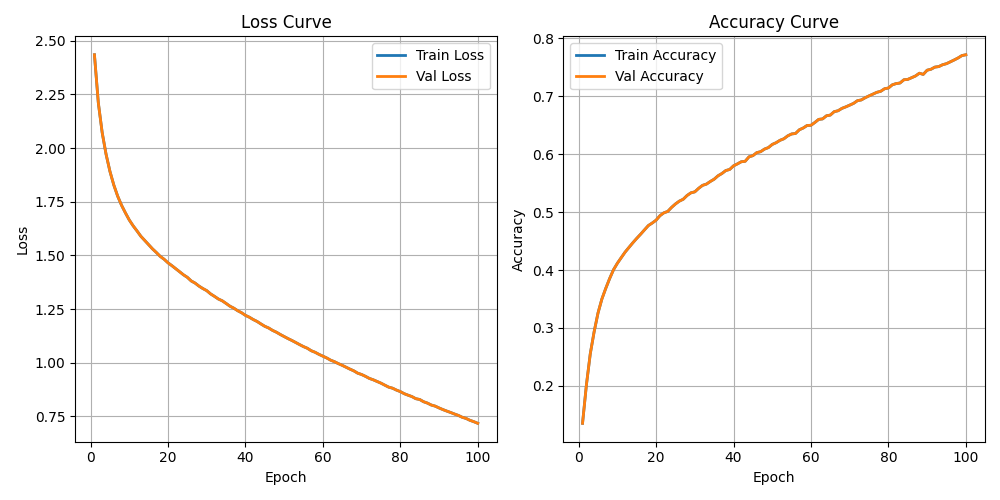 Loss Curve
2.50
2.25
2.00
1.75
1.50
1.25
1.00
0.75
Loss
0 20 40 60 80 100
Epoch
Train Loss
Val Loss
Accuracy Curve
0.8
0.7
0.6
0.5
0.4
0.3
0.2
Accuracy
0 20 40 60 80 100
Epoch
Train Accuracy
Val Accuracy